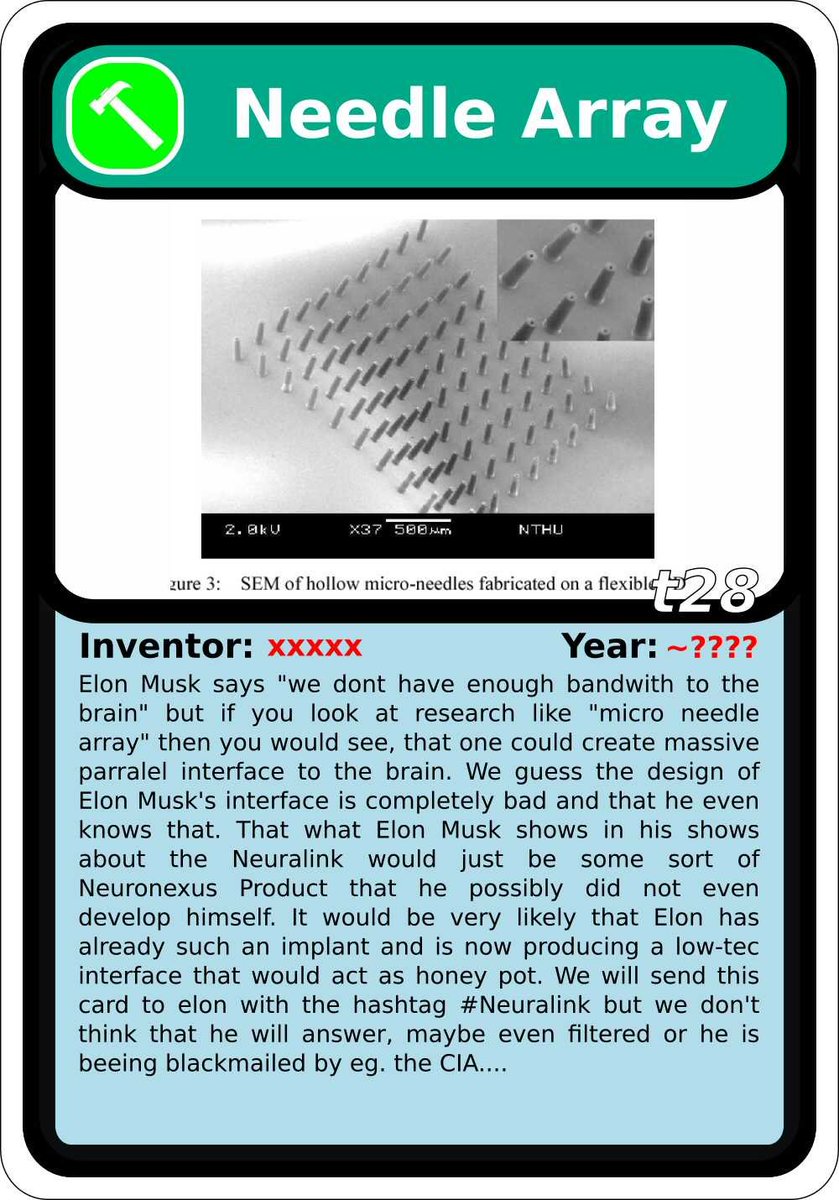 Needle Array
2.0kV X37 500µm NTHU
gure 3: SEM of hollow micro-needles fabricated on a flexible
t28
Inventor: xxxxx Year: ~????
Elon Musk says "we dont have enough bandwith to the
brain" but if you look at research like "micro needle
array" then you would see, that one could create massive
parralel interface to the brain. We guess the design of
Elon Musk's interface is completely bad and that he even
knows that. That what Elon Musk shows in his shows
about the Neuralink would just be some sort of
Neuronexus Product that he possibly did not even
develop himself. It would be very likely that Elon has
already such an implant and is now producing a low-tec
interface that would act as honey pot. We will send this
card to elon with the hashtag #Neuralink but we don't
think that he will answer, maybe even filtered or he is
beeing blackmailed by eg. the CIA....